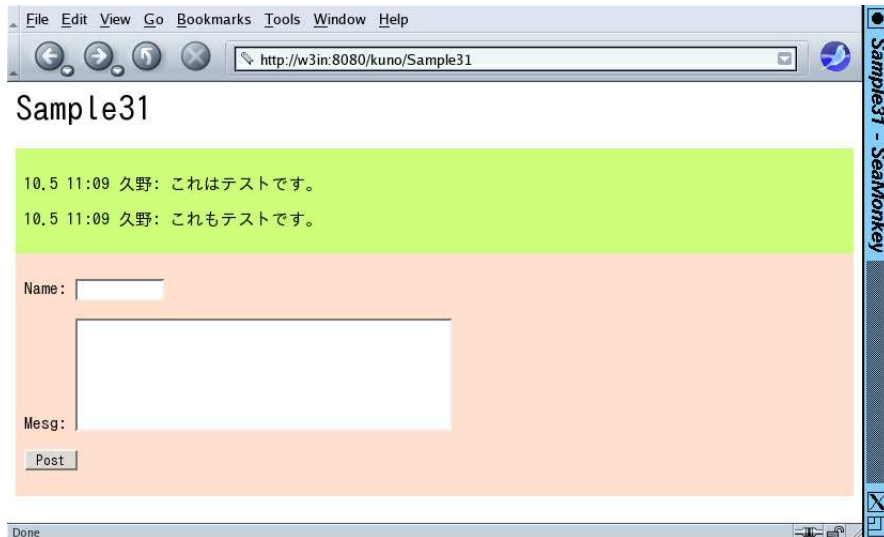 File Edit View Go Bookmarks Tools Window Help
http://w3in:8080/kuno/Sample31
Sample31
10.5 11:09 久野: これはテストです。
10.5 11:09 久野: これもテストです。
Name:
Mesg:
Post
Done
Sample31 - SeaMonkey